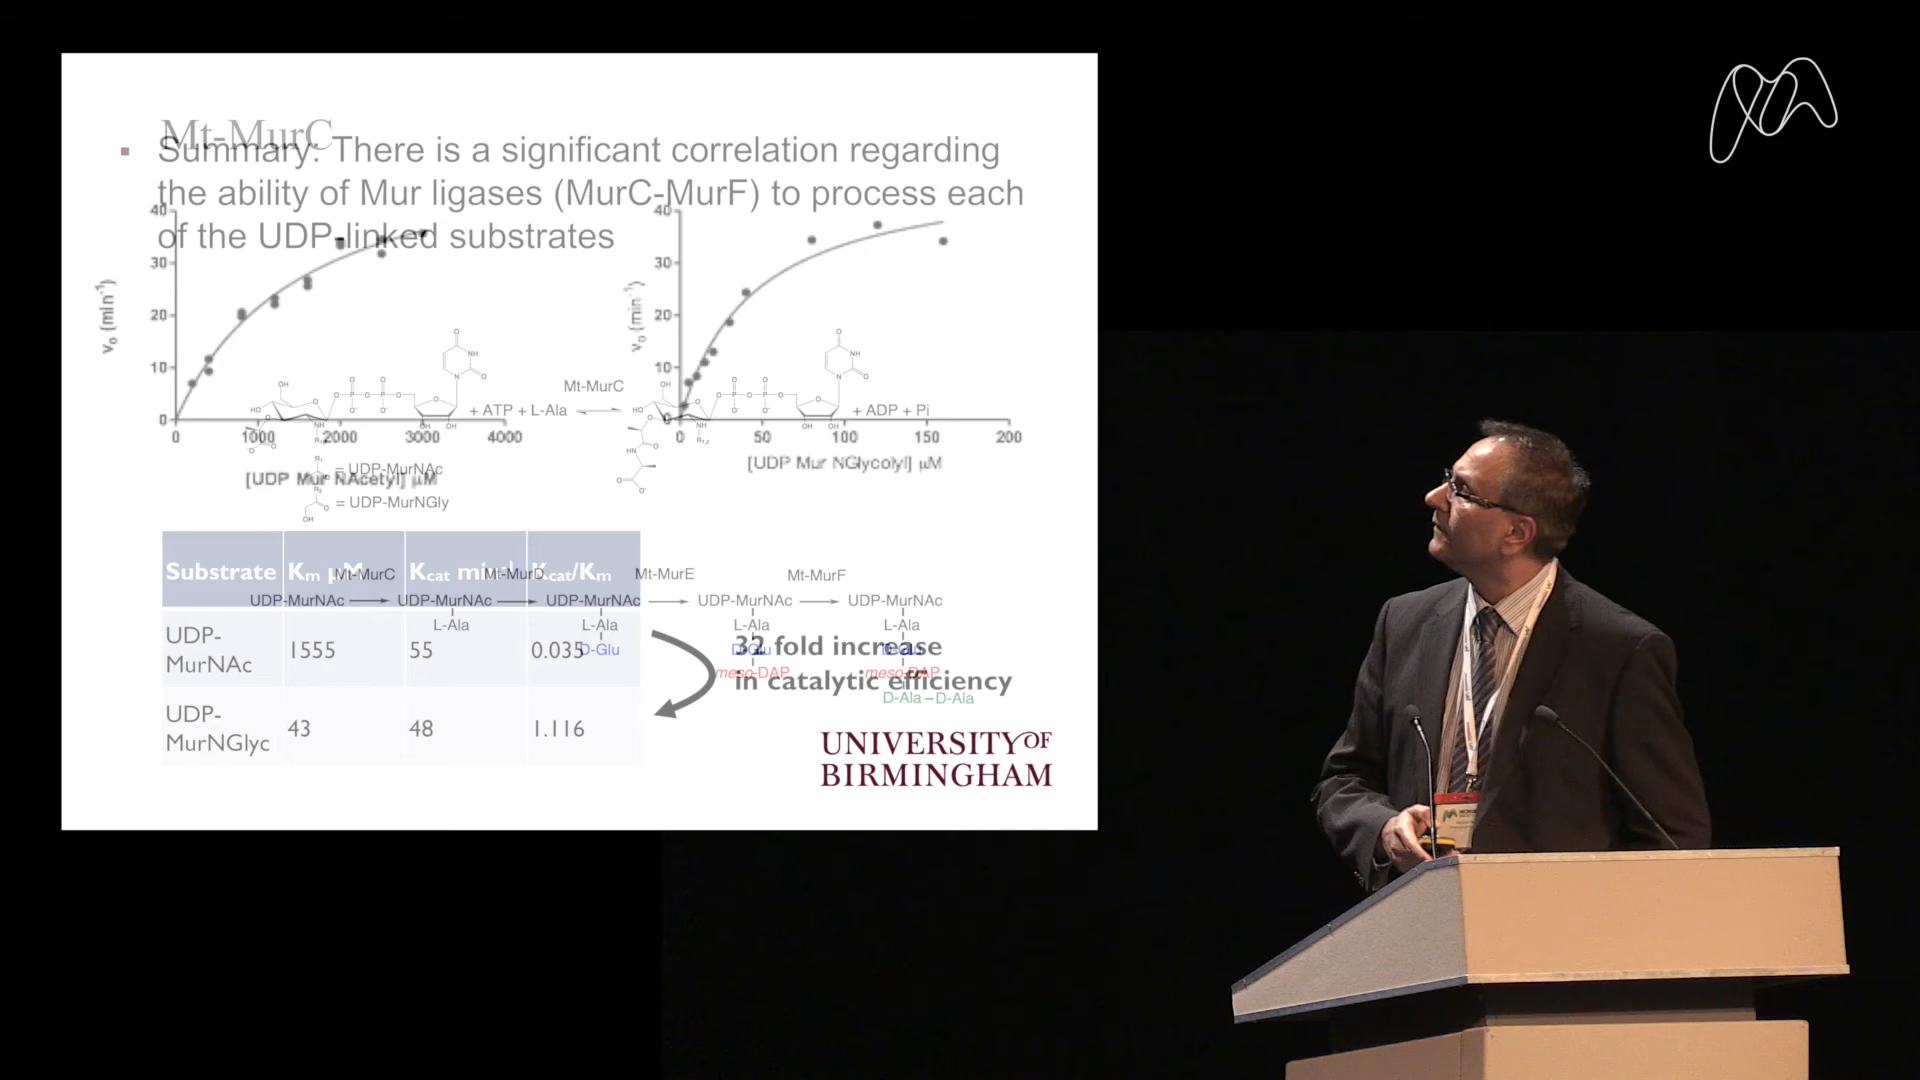 Mt-MurC
▪ Summary: There is a significant correlation regarding
the ability of Mur ligases (MurC-MurF) to process each
of the UDP-linked substrates
40
30
20
10
0
v₀ (min⁻¹)
0 1000 2000 3000 4000
[UDP Mur NAcetyl] µM
40
30
20
10
0
v₀ (min⁻¹)
0 50 100 150 200
[UDP Mur NGlycolyl] µM
+ ATP + L-Ala
Mt-MurC
+ ADP + Pi
= UDP-MurNAc
= UDP-MurNGly
Substrate Kₘ µM Kcat min⁻¹ Kcat/Kₘ
UDP-
MurNAc 1555 55 0.035
UDP-
MurNGlyc 43 48 1.116
32 fold increase
in catalytic efficiency
Mt-MurC Mt-MurD Mt-MurE Mt-MurF
UDP-MurNAc UDP-MurNAc UDP-MurNAc UDP-MurNAc UDP-MurNAc
L-Ala L-Ala L-Ala L-Ala
D-Glu D-Glu D-Glu
meso-DAP meso-DAP
D-Ala – D-Ala
UNIVERSITY OF
BIRMINGHAM